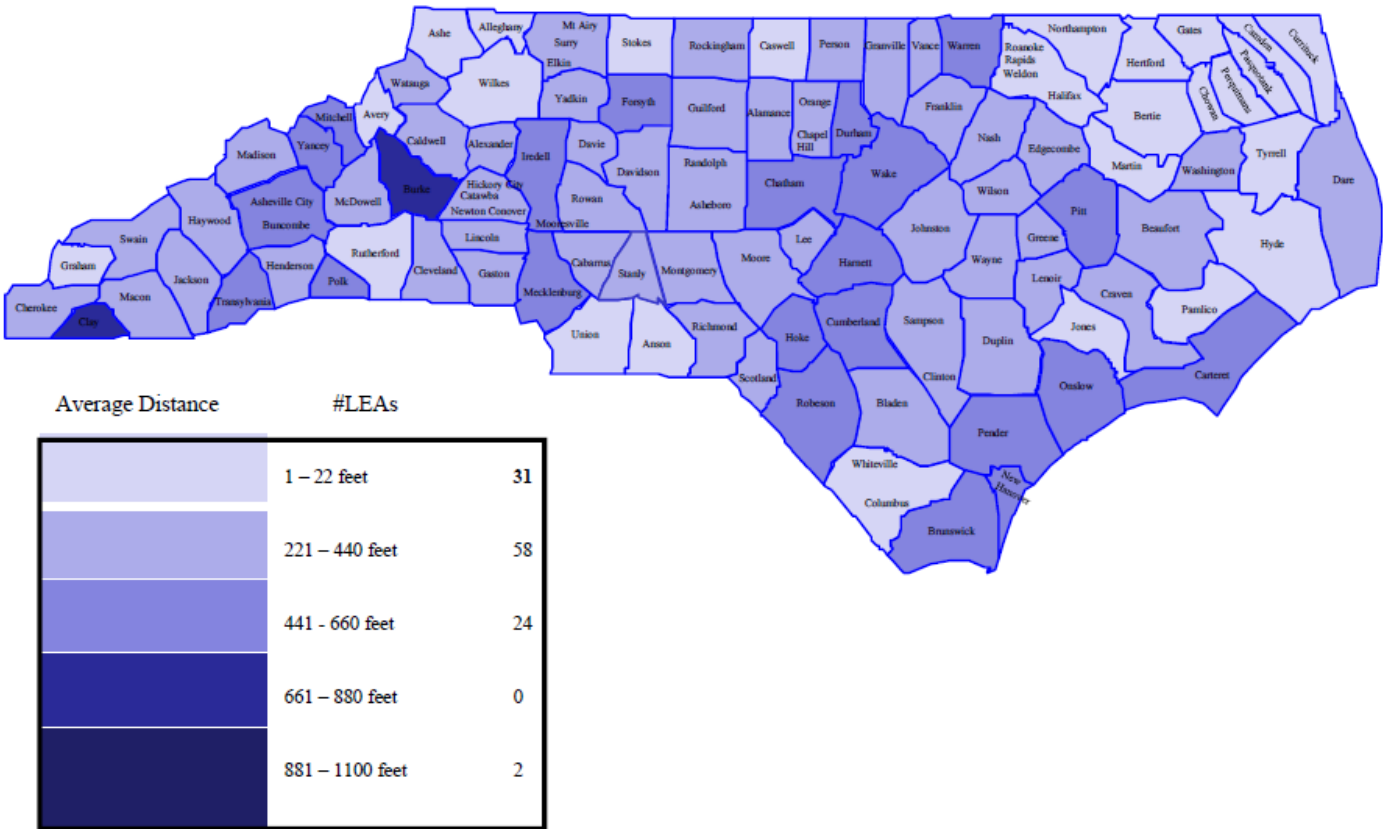 Ashe
Alleghany
Mt Airy
Surry
Elkin
Stokes
Rockingham
Caswell
Person
Granville
Vance
Warren
Northampton
Roanoke
Rapids
Weldon
Halifax
Gates
Hertford
Camden
Currituck
Pasquotank
Perquimans
Chowan
Bertie
Watauga
Wilkes
Yadkin
Forsyth
Guilford
Alamance
Orange
Chapel
Hill
Durham
Franklin
Nash
Edgecombe
Martin
Washington
Tyrrell
Dare
Avery
Mitchell
Yancey
Madison
Caldwell
Alexander
Iredell
Davie
Davidson
Randolph
Asheboro
Chatham
Wake
Wilson
Pitt
Beaufort
Hyde
Burke
McDowell
Hickory City
Catawba
Newton Conover
Rowan
Mooresville
Asheville City
Buncombe
Haywood
Swain
Graham
Cherokee
Clay
Macon
Jackson
Transylvania
Henderson
Polk
Rutherford
Cleveland
Lincoln
Gaston
Mecklenburg
Cabarrus
Stanly
Montgomery
Moore
Lee
Harnett
Johnston
Wayne
Greene
Lenoir
Craven
Pamlico
Jones
Carteret
Union
Anson
Richmond
Scotland
Hoke
Cumberland
Sampson
Clinton
Duplin
Onslow
Robeson
Bladen
Pender
Whiteville
Columbus
New
Hanover
Brunswick
Average Distance #LEAs
1 – 22 feet 31
221 – 440 feet 58
441 - 660 feet 24
661 – 880 feet 0
881 – 1100 feet 2